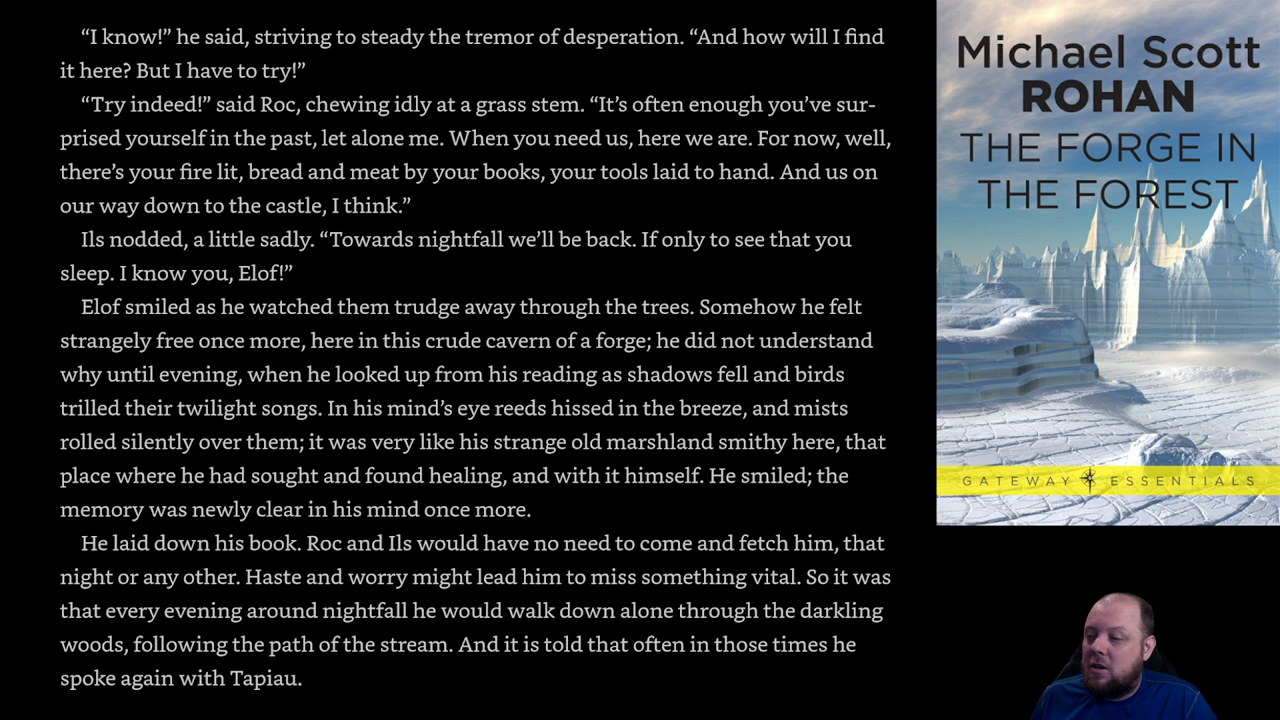 “I know!” he said, striving to steady the tremor of desperation. “And how will I find
it here? But I have to try!”
“Try indeed!” said Roc, chewing idly at a grass stem. “It’s often enough you’ve sur-
prised yourself in the past, let alone me. When you need us, here we are. For now, well,
there’s your fire lit, bread and meat by your books, your tools laid to hand. And us on
our way down to the castle, I think.”
Ils nodded, a little sadly. “Towards nightfall we’ll be back. If only to see that you
sleep. I know you, Elof!”
Elof smiled as he watched them trudge away through the trees. Somehow he felt
strangely free once more, here in this crude cavern of a forge; he did not understand
why until evening, when he looked up from his reading as shadows fell and birds
trilled their twilight songs. In his mind’s eye reeds hissed in the breeze, and mists
rolled silently over them; it was very like his strange old marshland smithy here, that
place where he had sought and found healing, and with it himself. He smiled; the
memory was newly clear in his mind once more.
He laid down his book. Roc and Ils would have no need to come and fetch him, that
night or any other. Haste and worry might lead him to miss something vital. So it was
that every evening around nightfall he would walk down alone through the darkling
woods, following the path of the stream. And it is told that often in those times he
spoke again with Tapiau.
Michael Scott
ROHAN
THE FORGE IN
THE FOREST
GATEWAY ESSENTIALS